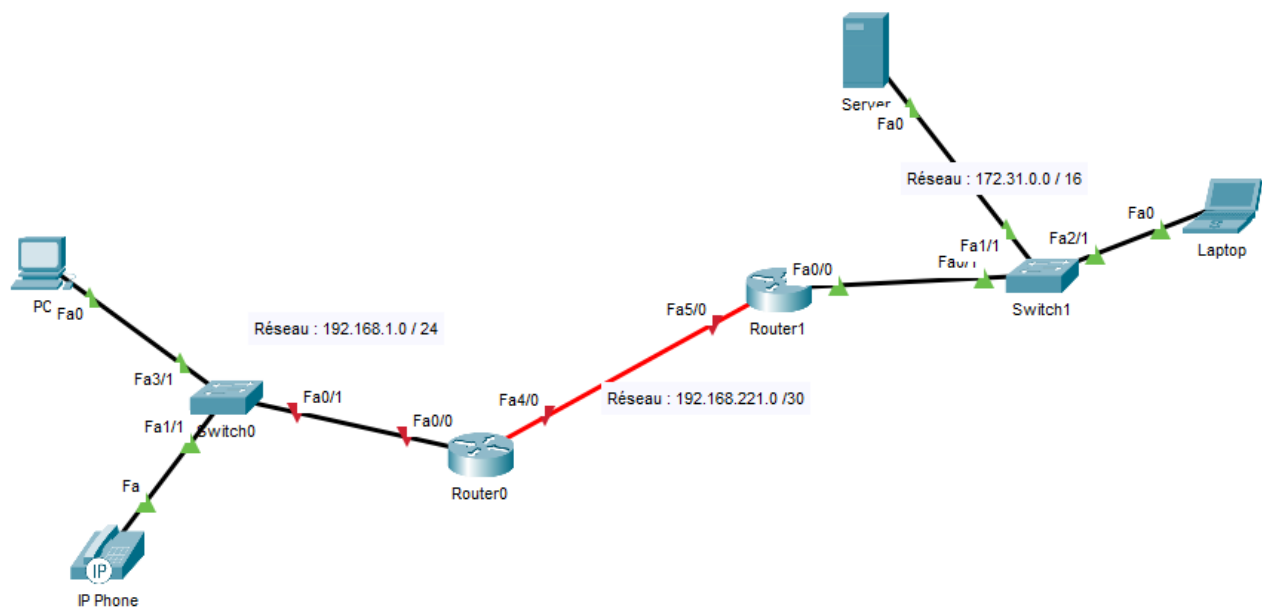 Server
Fa0
Réseau : 172.31.0.0 / 16
Fa0
Laptop
Fa1/1
Fa2/1
Fa0/1
Switch1
Fa0/0
Router1
Fa5/0
PC
Fa0
Réseau : 192.168.1.0 / 24
Fa3/1
Fa0/1
Fa4/0
Réseau : 192.168.221.0 /30
Fa1/1
Switch0
Fa0/0
Router0
Fa
IP
IP Phone